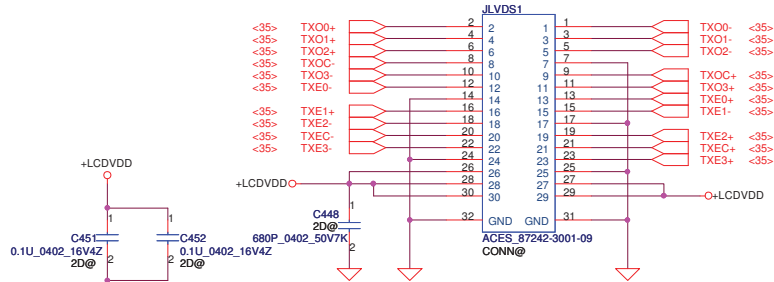 JLVDS1
<35> TXO0+ 2 2 1 1 TXO0- <35>
<35> TXO1+ 4 4 3 3 TXO1- <35>
<35> TXO2+ 6 6 5 5 TXO2- <35>
<35> TXOC- 8 8 7 7
<35> TXO3- 10 10 9 9 TXOC+ <35>
<35> TXE0- 12 12 11 11 TXO3+ <35>
14 14 13 13 TXE0+ <35>
<35> TXE1+ 16 16 15 15 TXE1- <35>
<35> TXE2- 18 18 17 17
<35> TXEC- 20 20 19 19 TXE2+ <35>
<35> TXE3- 22 22 21 21 TXEC+ <35>
24 24 23 23 TXE3+ <35>
26 26 25 25
+LCDVDD 28 28 27 27
30 30 29 29 +LCDVDD
32 GND GND 31
ACES_87242-3001-09
CONN@
+LCDVDD
1
C451
0.1U_0402_16V4Z
2D@
2
1
C452
0.1U_0402_16V4Z
2D@
2
1
C448
2D@
680P_0402_50V7K
2